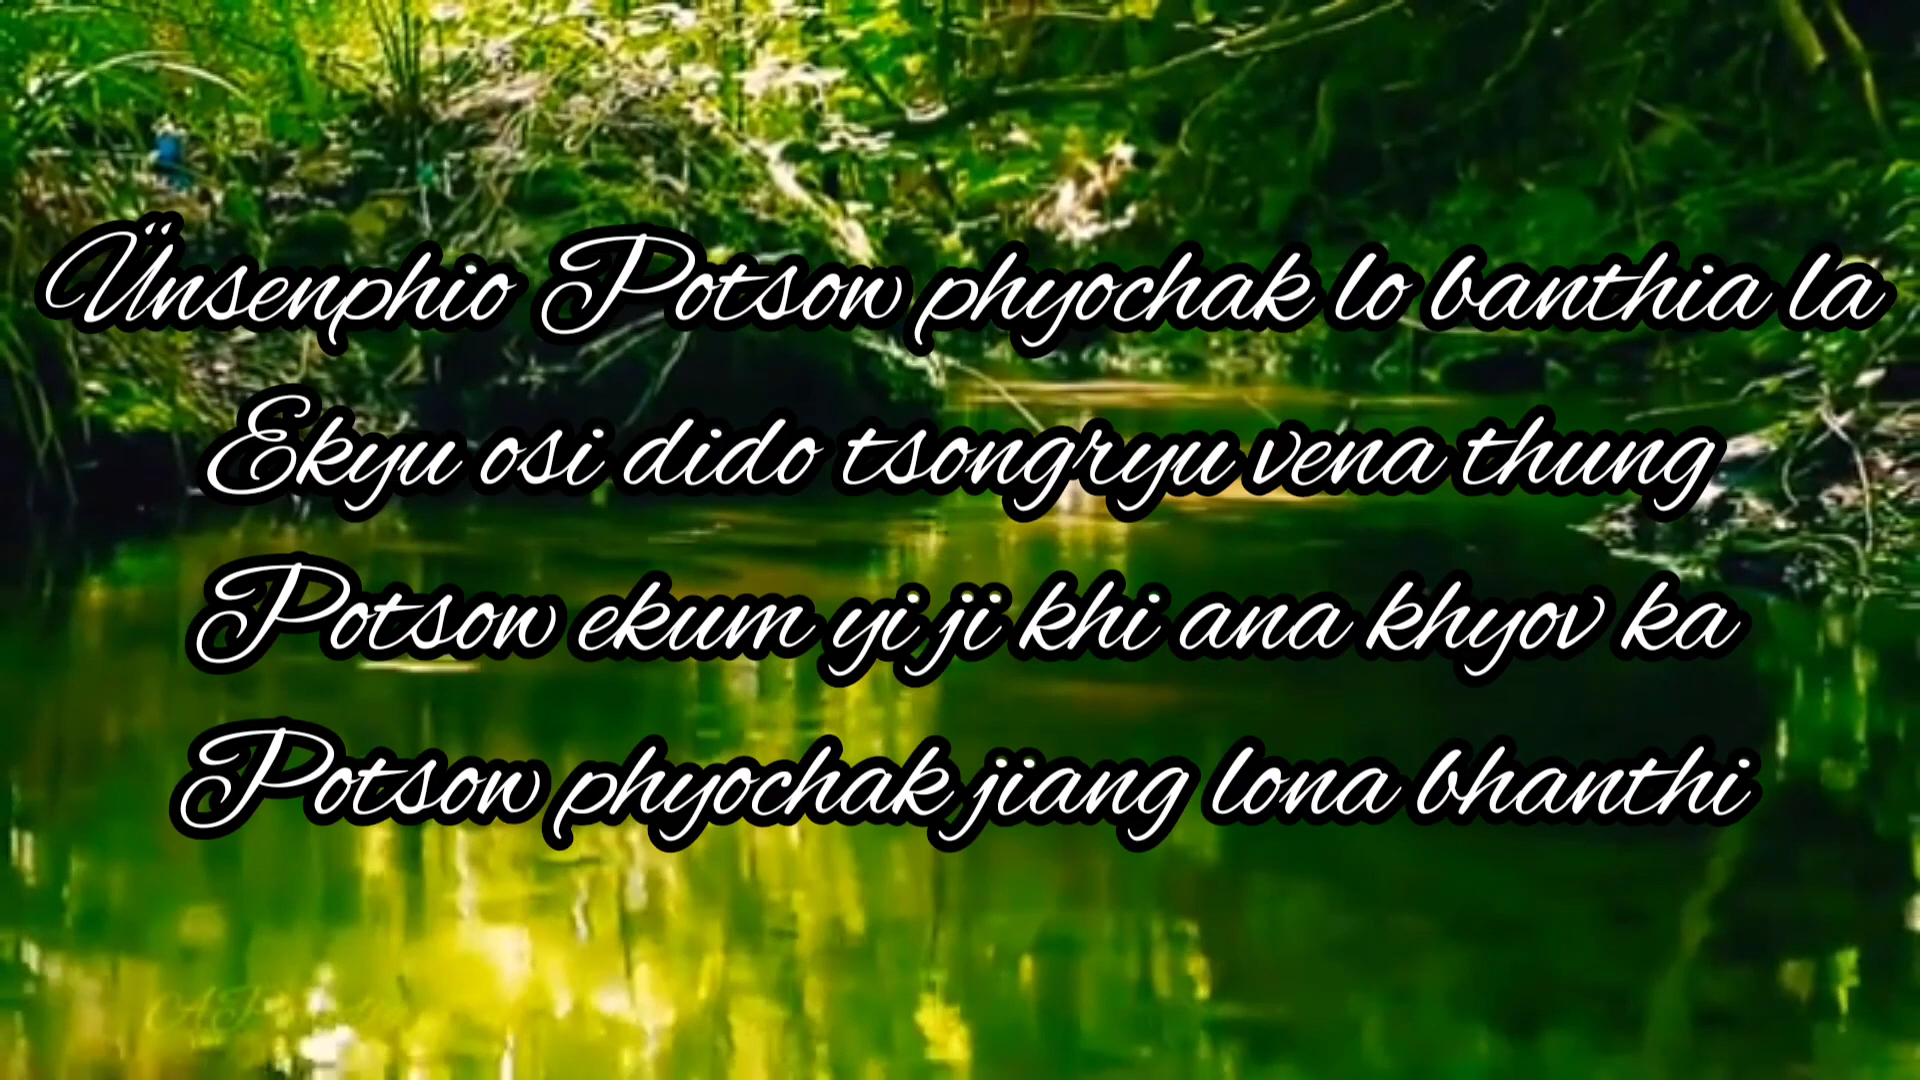 Ünsenphio Potsow phyochak lo banthia la
Ekyu osi dido tsongryu vena thung
Potsow ekum yi ji khi ana khyov ka
Potsow phyochak jiang lona bhanthi